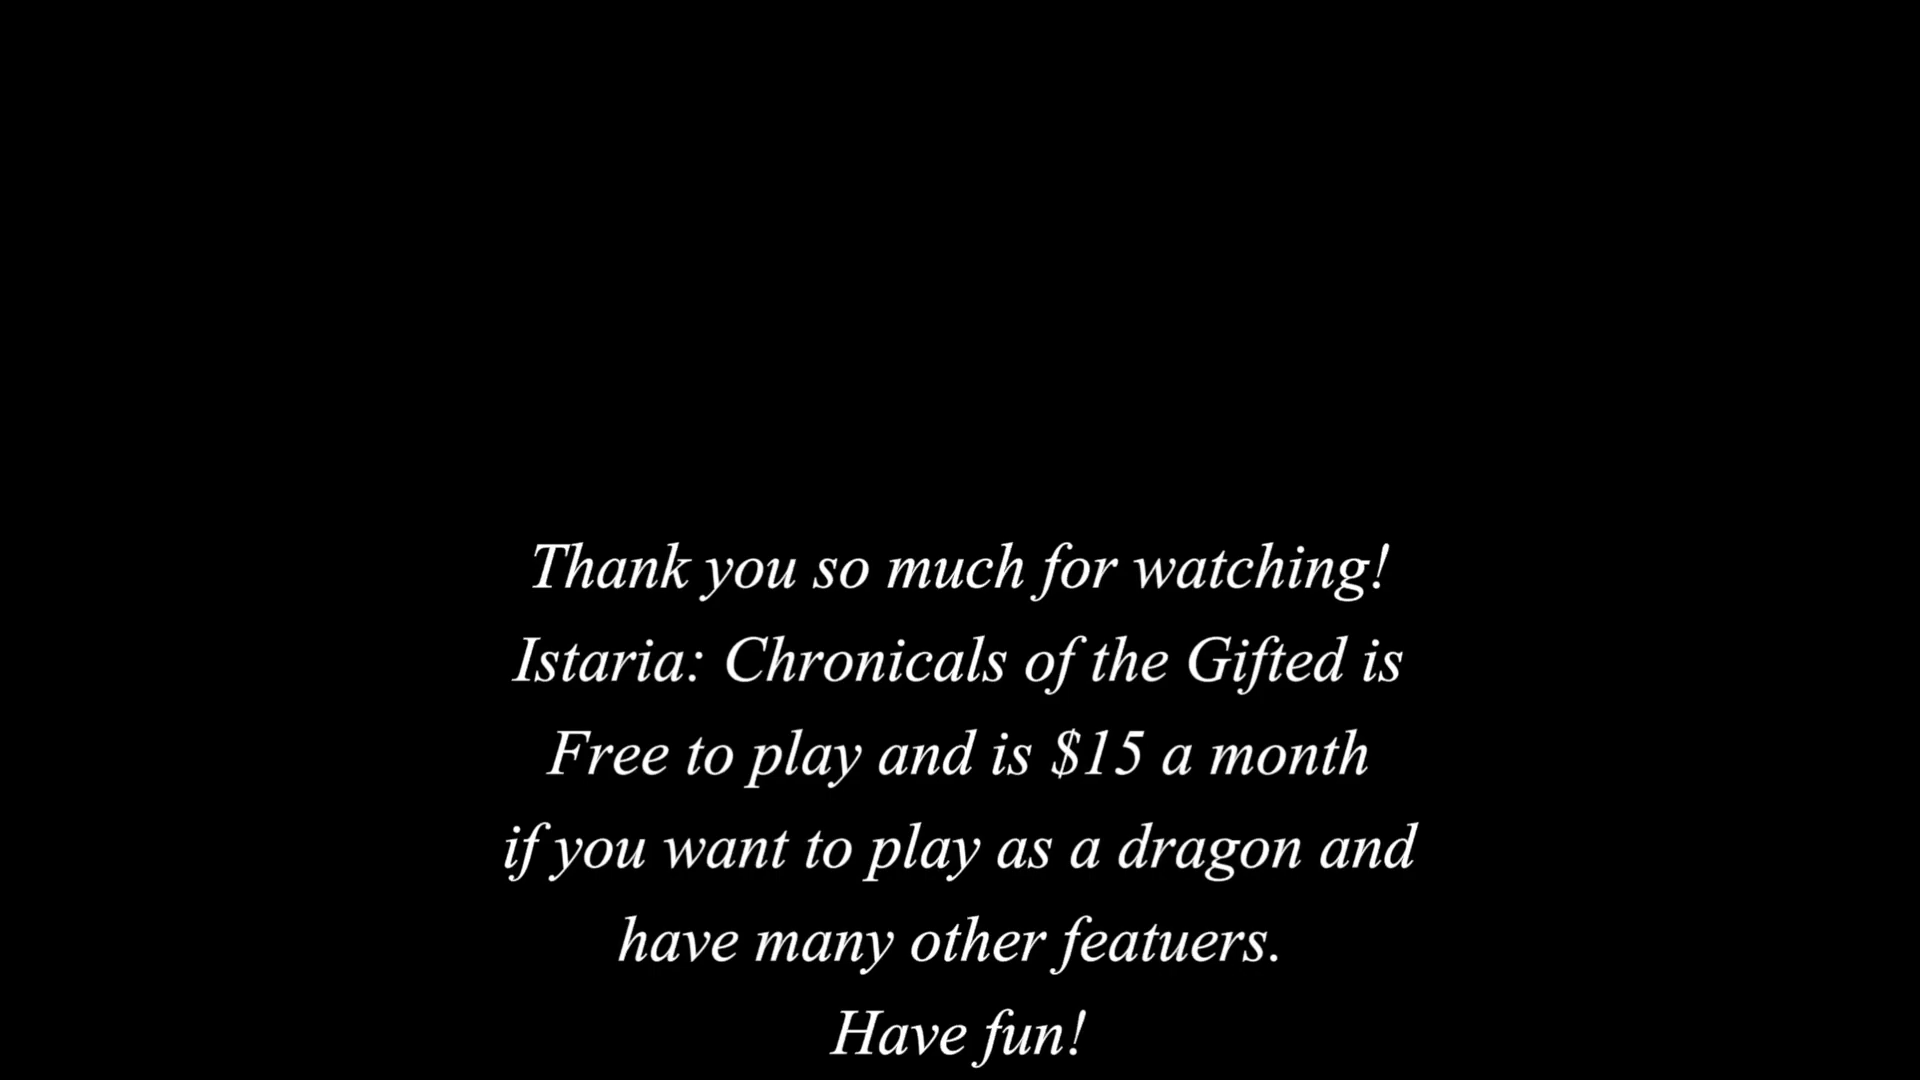 Thank you so much for watching!
Istaria: Chronicals of the Gifted is
Free to play and is $15 a month
if you want to play as a dragon and
have many other featuers.
Have fun!